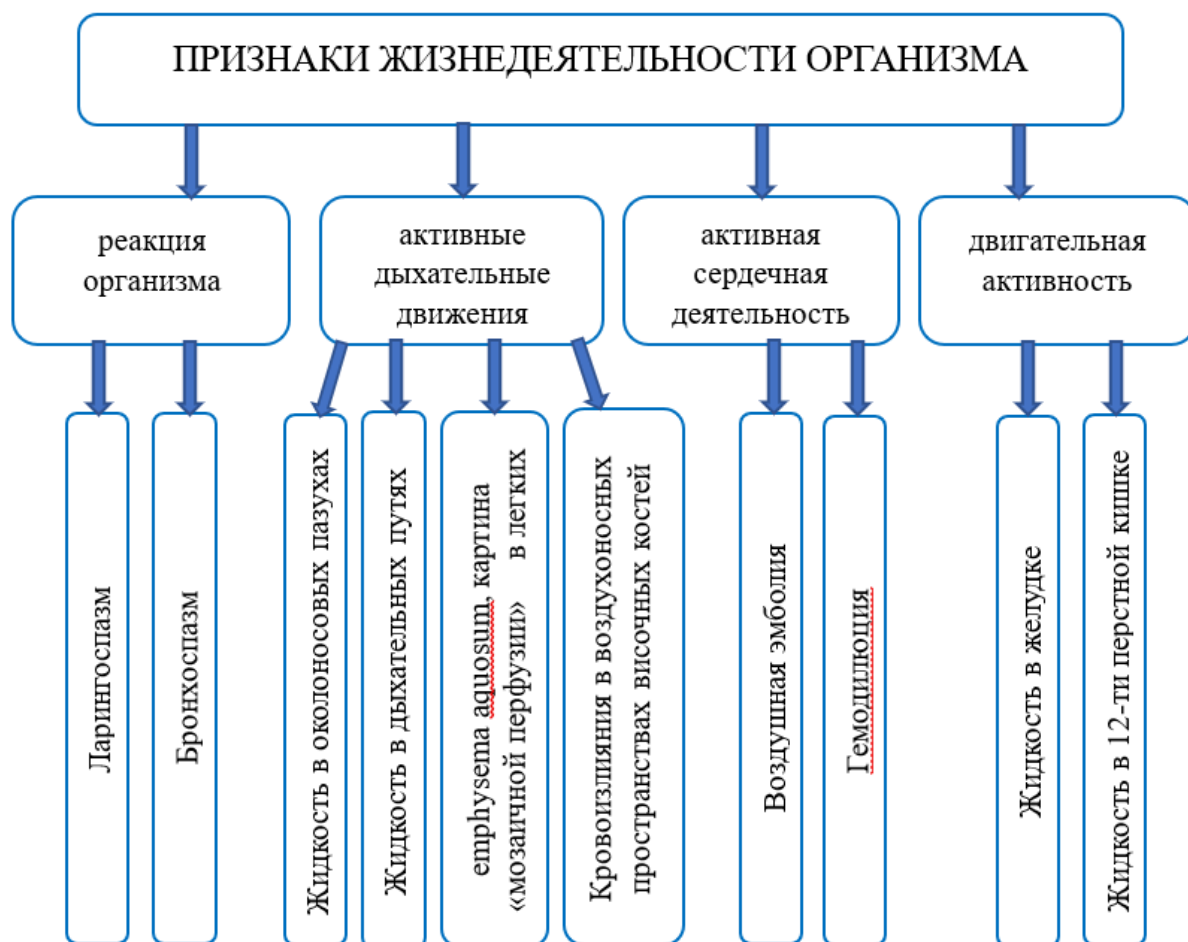 ПРИЗНАКИ ЖИЗНЕДЕЯТЕЛЬНОСТИ ОРГАНИЗМА
реакция
организма
активные
дыхательные
движения
активная
сердечная
деятельность
двигательная
активность
Ларингоспазм
Бронхоспазм
Жидкость в околоносовых пазухах
Жидкость в дыхательных путях
emphysema aquosum, картина
«мозаичной перфузии» в легких
Кровоизлияния в воздухоносных
пространствах височных костей
Воздушная эмболия
Гемодилюция
Жидкость в желудке
Жидкость в 12-ти перстной кишке